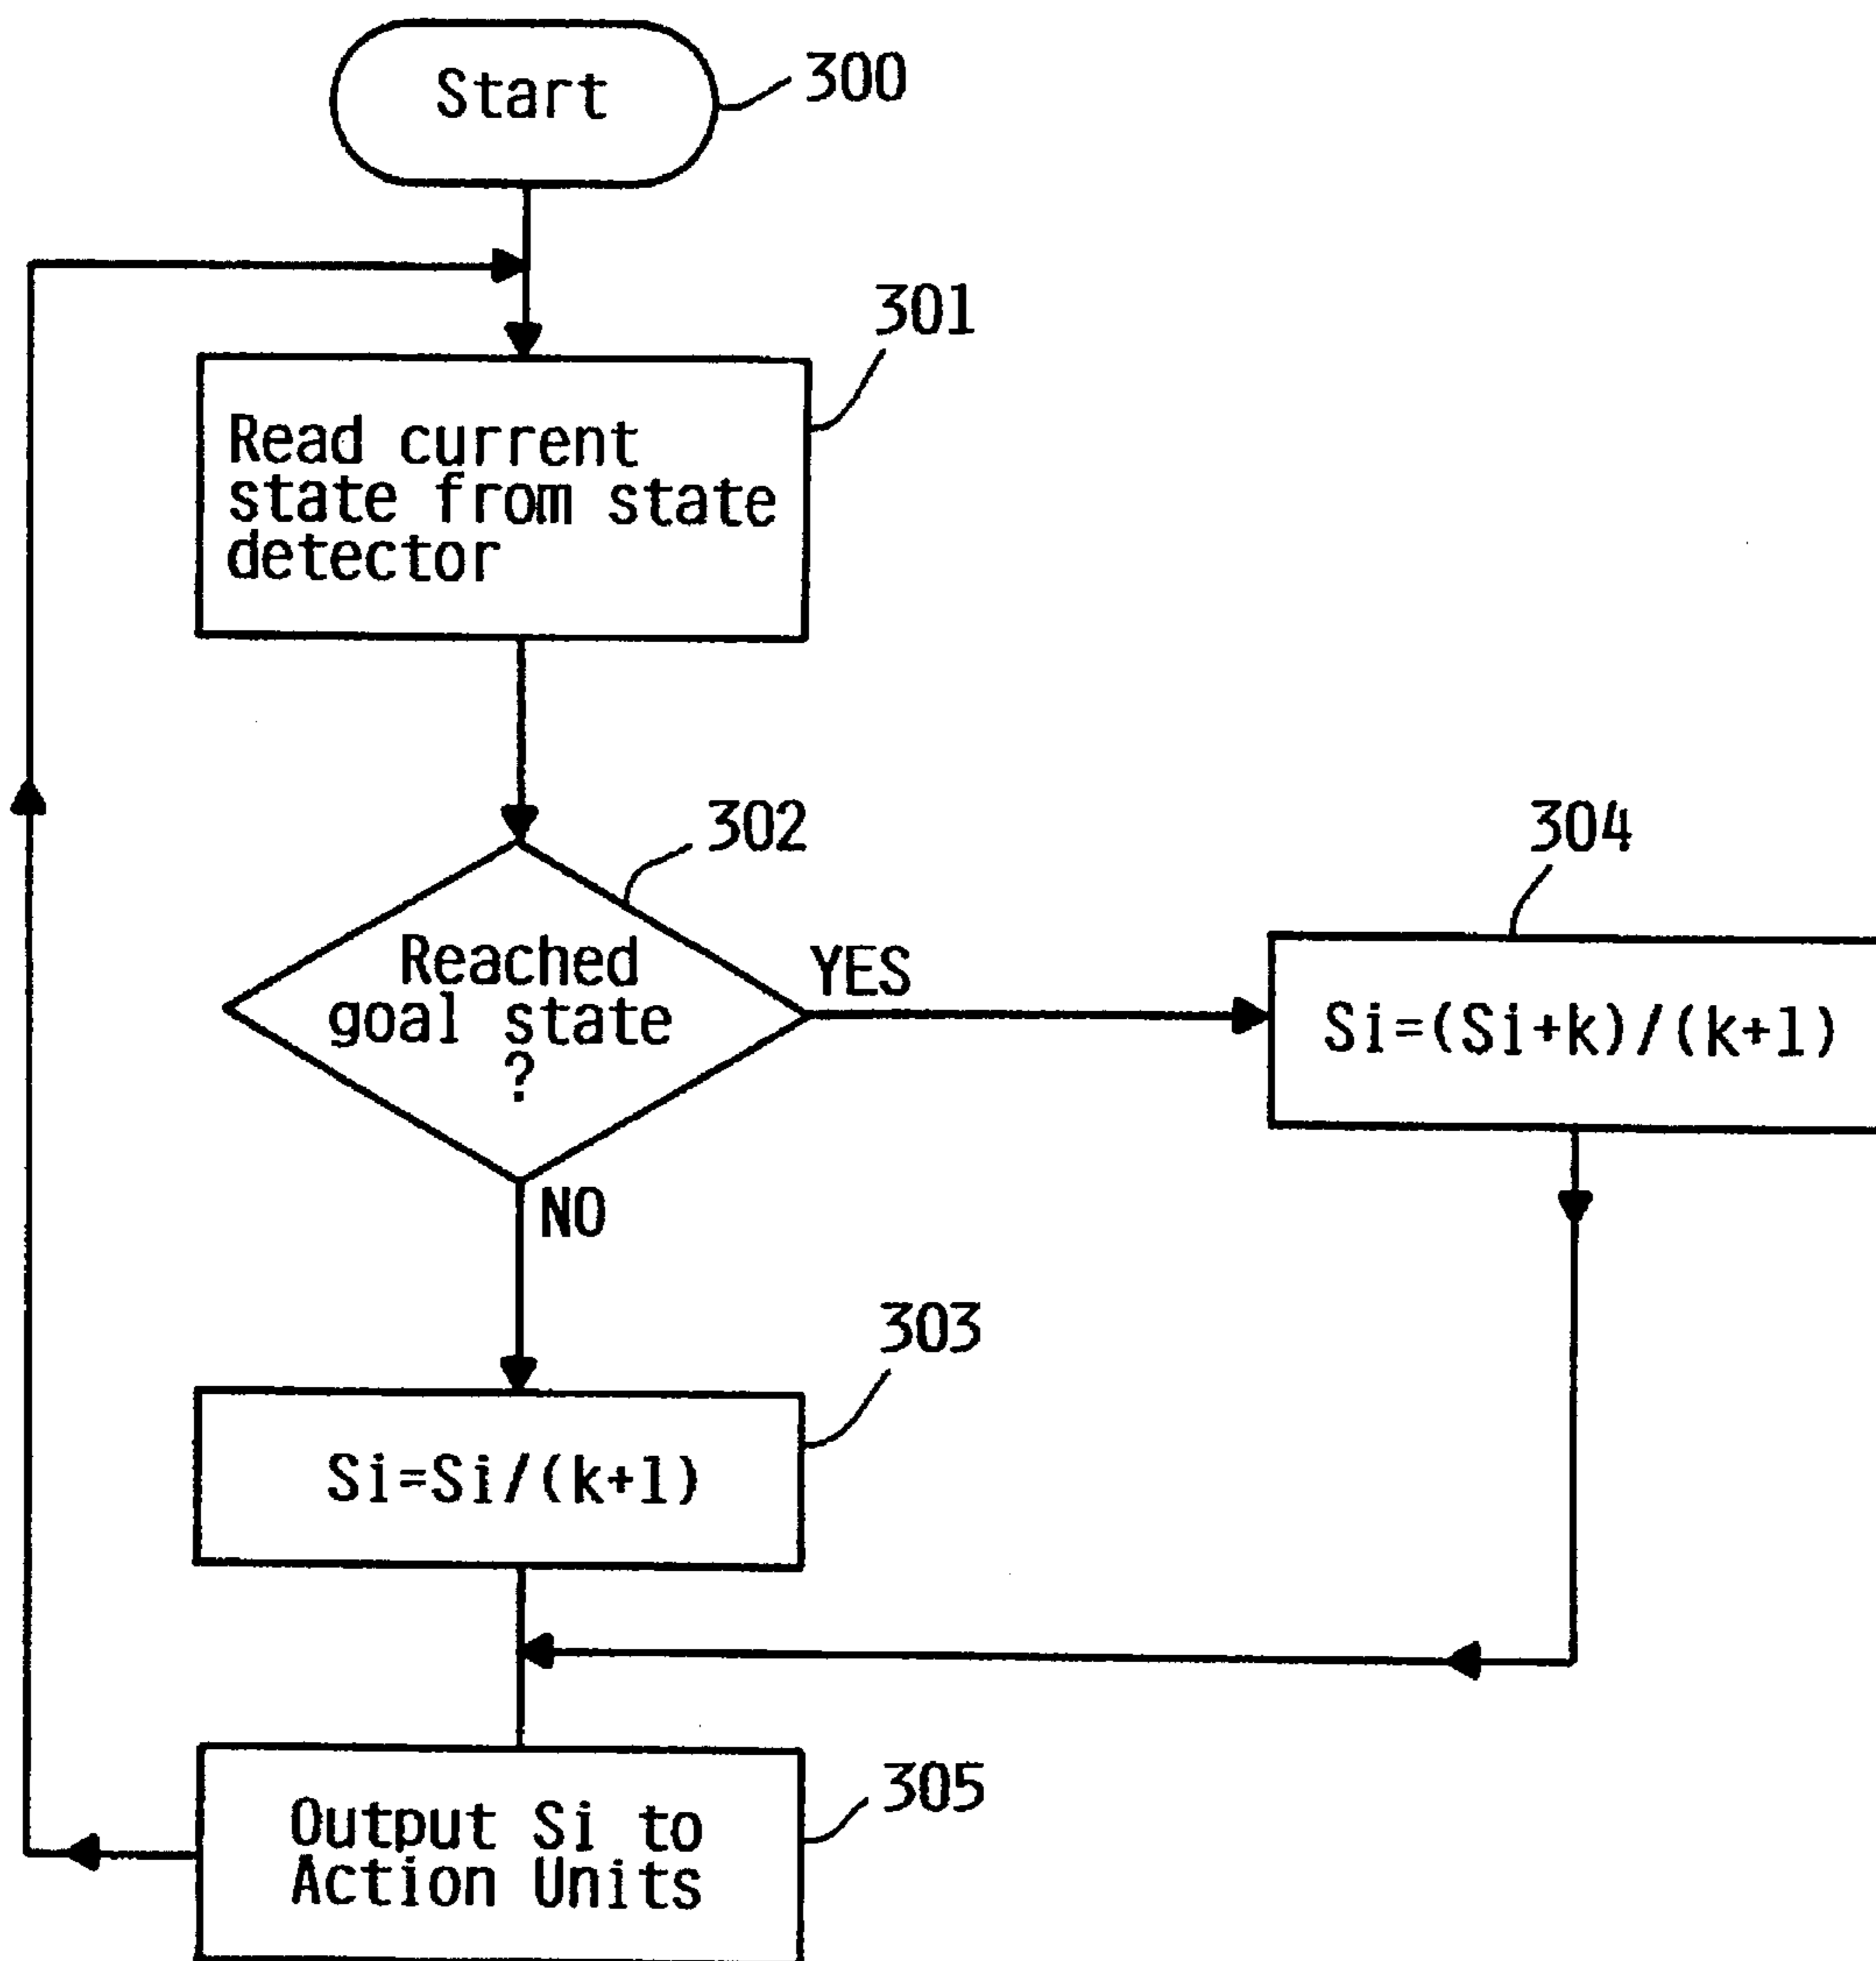 Start
300
301
Read current
state from state
detector
302
Reached
goal state
?
YES
304
Si=(Si+k)/(k+1)
NO
303
Si=Si/(k+1)
305
Output Si to
Action Units